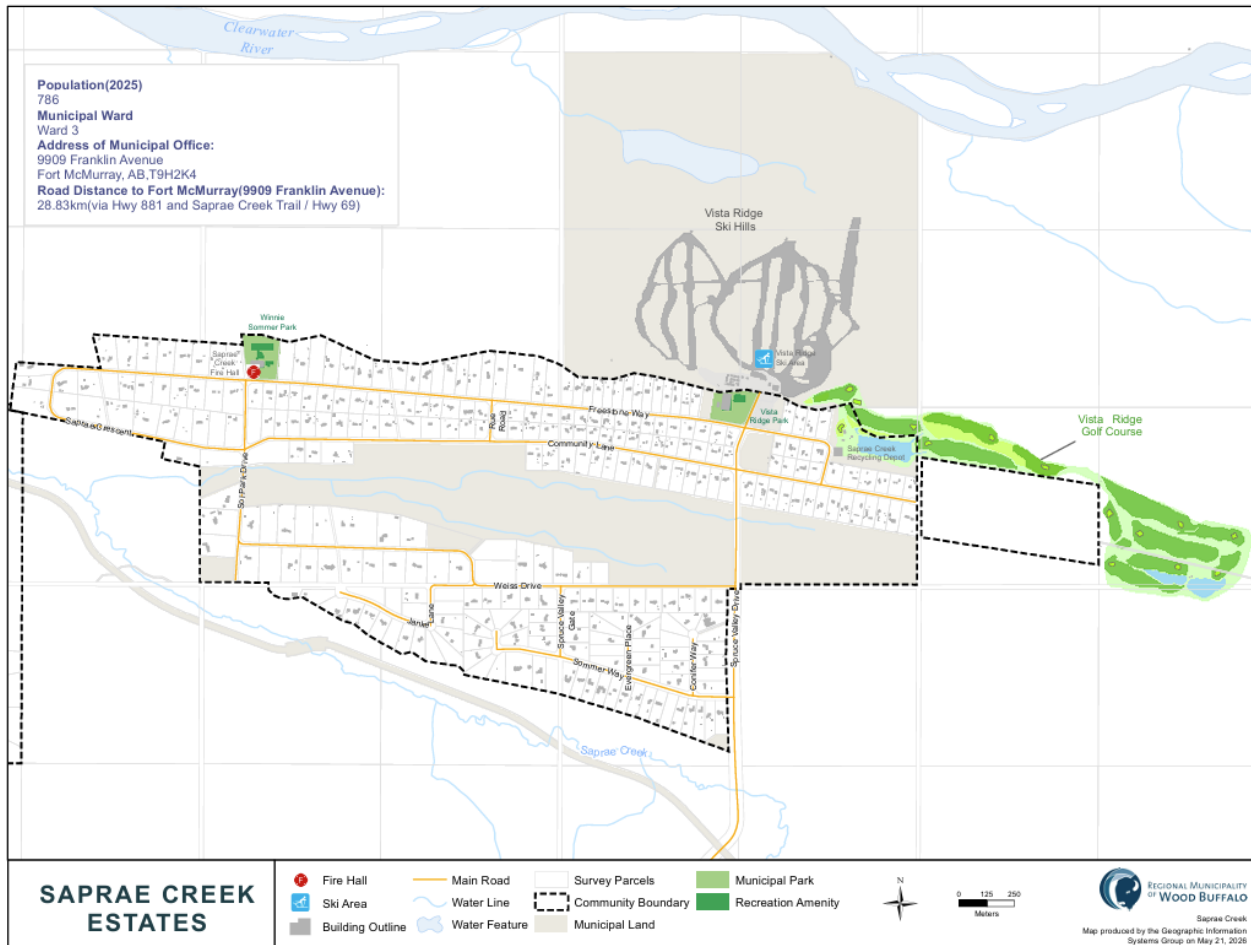 Clearwater
River
Population(2025)
786
Municipal Ward
Ward 3
Address of Municipal Office:
9909 Franklin Avenue
Fort McMurray, AB,T9H2K4
Road Distance to Fort McMurray(9909 Franklin Avenue):
28.83km(via Hwy 881 and Saprae Creek Trail / Hwy 69)
Vista Ridge
Ski Hills
Winnie
Sommer Park
Saprae
Creek
Fire Hall
F
Vista Ridge
Ski Area
Freestone Way
Vista
Ridge Park
Rue
Road
Saprae Crescent
Community Lane
Vista Ridge
Golf Course
Saprae Creek
Recycling Depot
Sol Park Drive
Weiss Drive
Janke Lane
Spruce Valley
Gate
Evergreen Place
Conifer Way
Spruce Valley Drive
Sommer Way
Saprae Creek
SAPRAE CREEK
ESTATES
F
Fire Hall
Ski Area
Building Outline
Main Road
Water Line
Water Feature
Survey Parcels
Community Boundary
Municipal Land
Municipal Park
Recreation Amenity
N
0 125 250
Meters
REGIONAL MUNICIPALITY
OF WOOD BUFFALO
Saprae Creek
Map produced by the Geographic Information
Systems Group on May 21, 2026